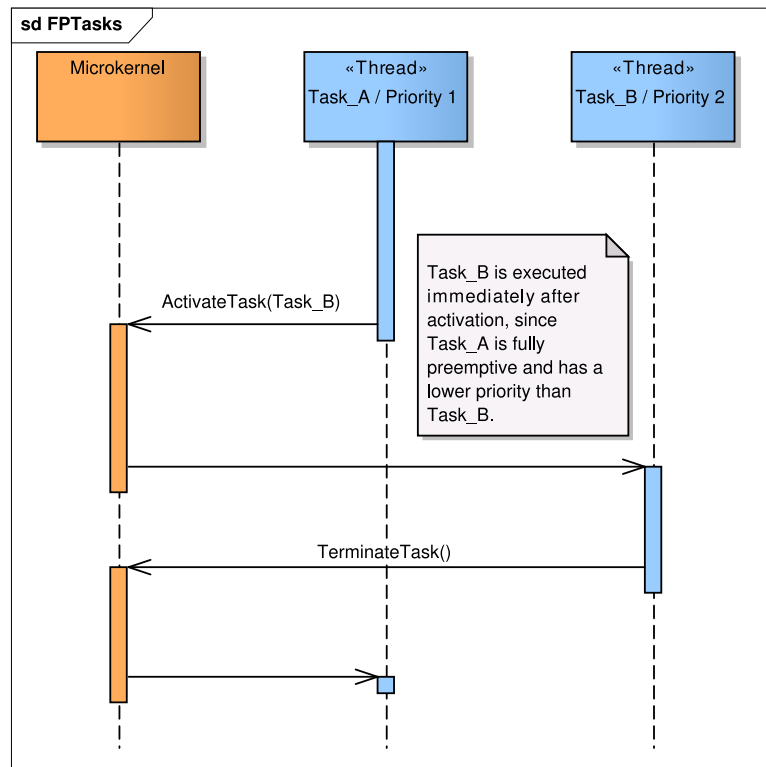 sd FPTasks
Microkernel
«Thread»
Task_A / Priority 1
«Thread»
Task_B / Priority 2
Task_B is executed
immediately after
activation, since
Task_A is fully
preemptive and has a
lower priority than
Task_B.
ActivateTask(Task_B)
TerminateTask()